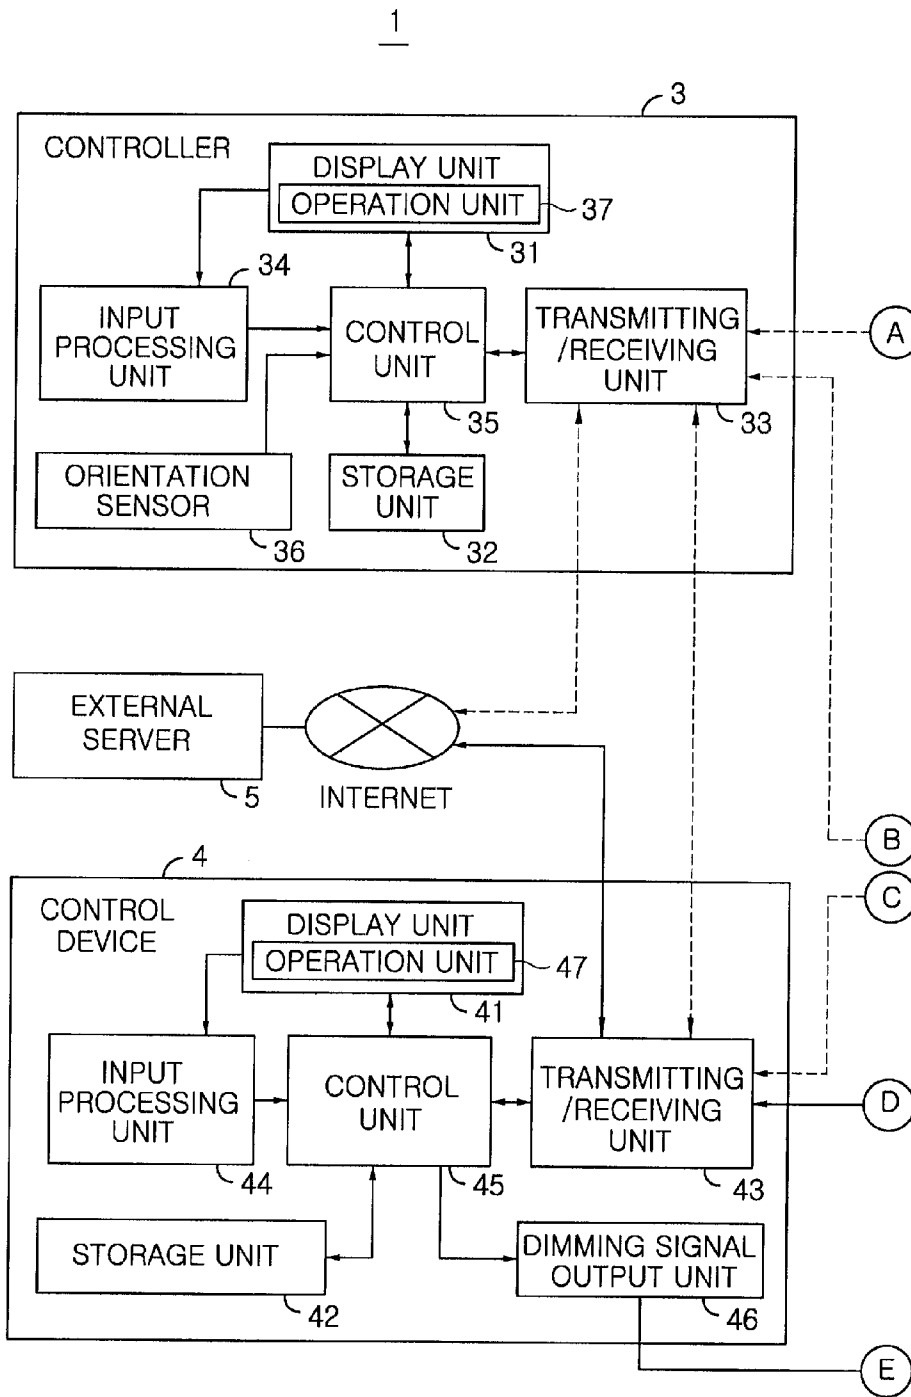 1
3
CONTROLLER
DISPLAY UNIT
OPERATION UNIT
37
31
34
INPUT
PROCESSING
UNIT
CONTROL
UNIT
35
TRANSMITTING
/RECEIVING
UNIT
33
A
ORIENTATION
SENSOR
36
STORAGE
UNIT
32
EXTERNAL
SERVER
5
INTERNET
B
4
C
CONTROL
DEVICE
DISPLAY UNIT
OPERATION UNIT
47
41
INPUT
PROCESSING
UNIT
44
CONTROL
UNIT
45
TRANSMITTING
/RECEIVING
UNIT
43
D
STORAGE UNIT
42
DIMMING SIGNAL
OUTPUT UNIT
46
E